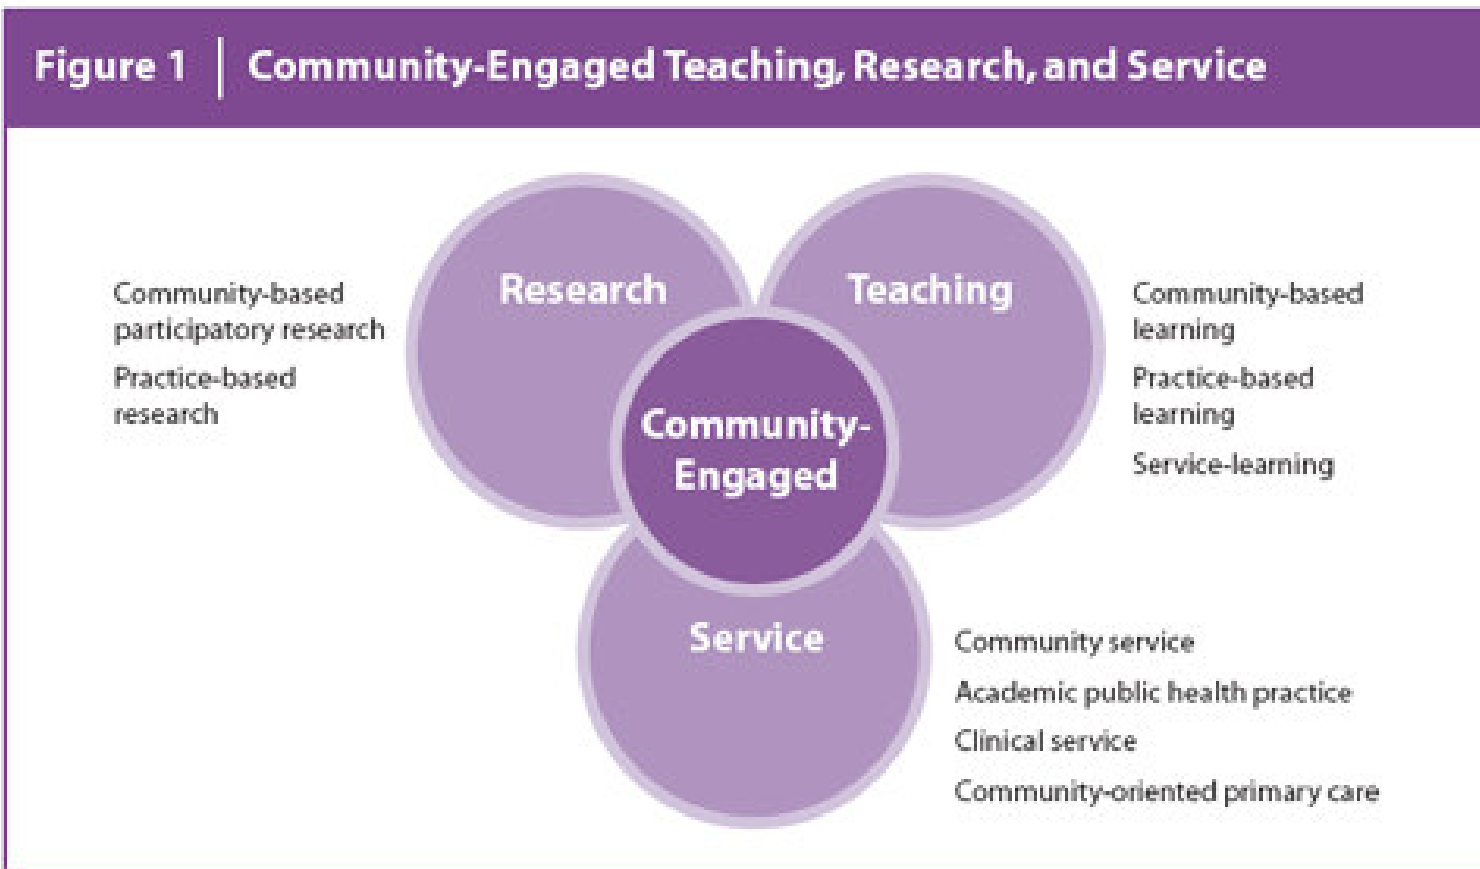 Figure 1 | Community-Engaged Teaching, Research, and Service
Research
Teaching
Community-based
participatory research
Practice-based
research
Community-based
learning
Practice-based
learning
Service-learning
Community-
Engaged
Service
Community service
Academic public health practice
Clinical service
Community-oriented primary care